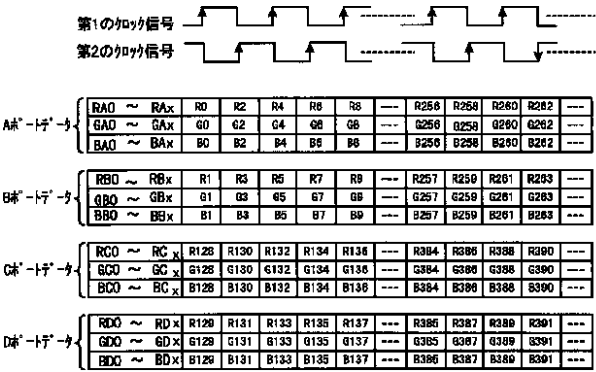 第1のｸﾛｯｸ信号
第2のｸﾛｯｸ信号
Aﾎﾟｰﾄﾃﾞｰﾀ
RA0 ～ RAx R0 R2 R4 R6 R8 --- R256 R258 R260 R262 ---
GA0 ～ GAx G0 G2 G4 G6 G8 --- G256 G258 G260 G262 ---
BA0 ～ BAx B0 B2 B4 B6 B8 --- B256 B258 B260 B262 ---
Bﾎﾟｰﾄﾃﾞｰﾀ
RB0 ～ RBx R1 R3 R5 R7 R9 --- R257 R259 R261 R263 ---
GB0 ～ GBx G1 G3 G5 G7 G9 --- G257 G259 G261 G263 ---
BB0 ～ BBx B1 B3 B5 B7 B9 --- B257 B259 B261 B263 ---
Cﾎﾟｰﾄﾃﾞｰﾀ
RC0 ～ RCx R128 R130 R132 R134 R136 --- R384 R386 R388 R390 ---
GC0 ～ GCx G128 G130 G132 G134 G136 --- G384 G386 G388 G390 ---
BC0 ～ BCx B128 B130 B132 B134 B136 --- B384 B386 B388 B390 ---
Dﾎﾟｰﾄﾃﾞｰﾀ
RD0 ～ RDx R129 R131 R133 R135 R137 --- R385 R387 R389 R391 ---
GD0 ～ GDx G131 G133 G135 G137 --- G385 G387 G389 G391 ---
BD0 ～ BDx B129 B131 B133 B135 B137 --- B385 B387 B389 B391 ---